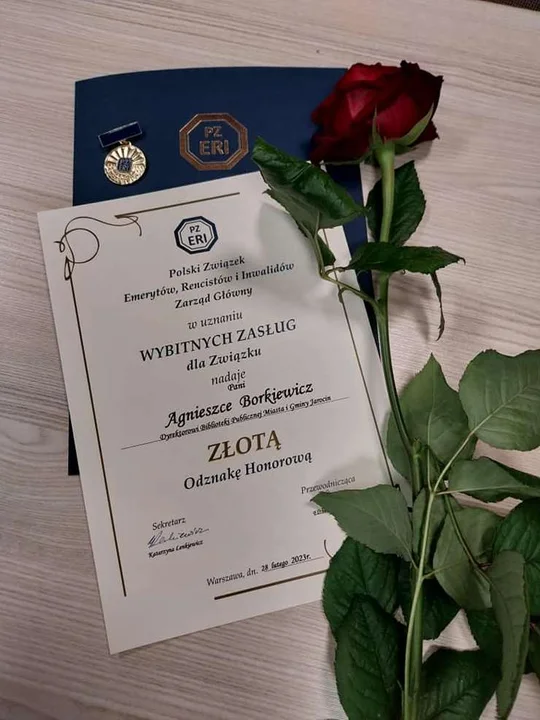 PZ
ERI
PZ
ERI
Polski Związek
Emerytów, Rencistów i Inwalidów
Zarząd Główny
w uznaniu
WYBITNYCH ZASŁUG
dla Związku
nadaje
Pani
Agnieszce Borkiewicz
Dyrektorowi Biblioteki Publicznej Miasta i Gminy Jarocin
ZŁOTĄ
Odznakę Honorową
Przewodnicząca
Sekretarz
Katarzyna Lenkiewicz
Warszawa, dn. 28 lutego 2023r.